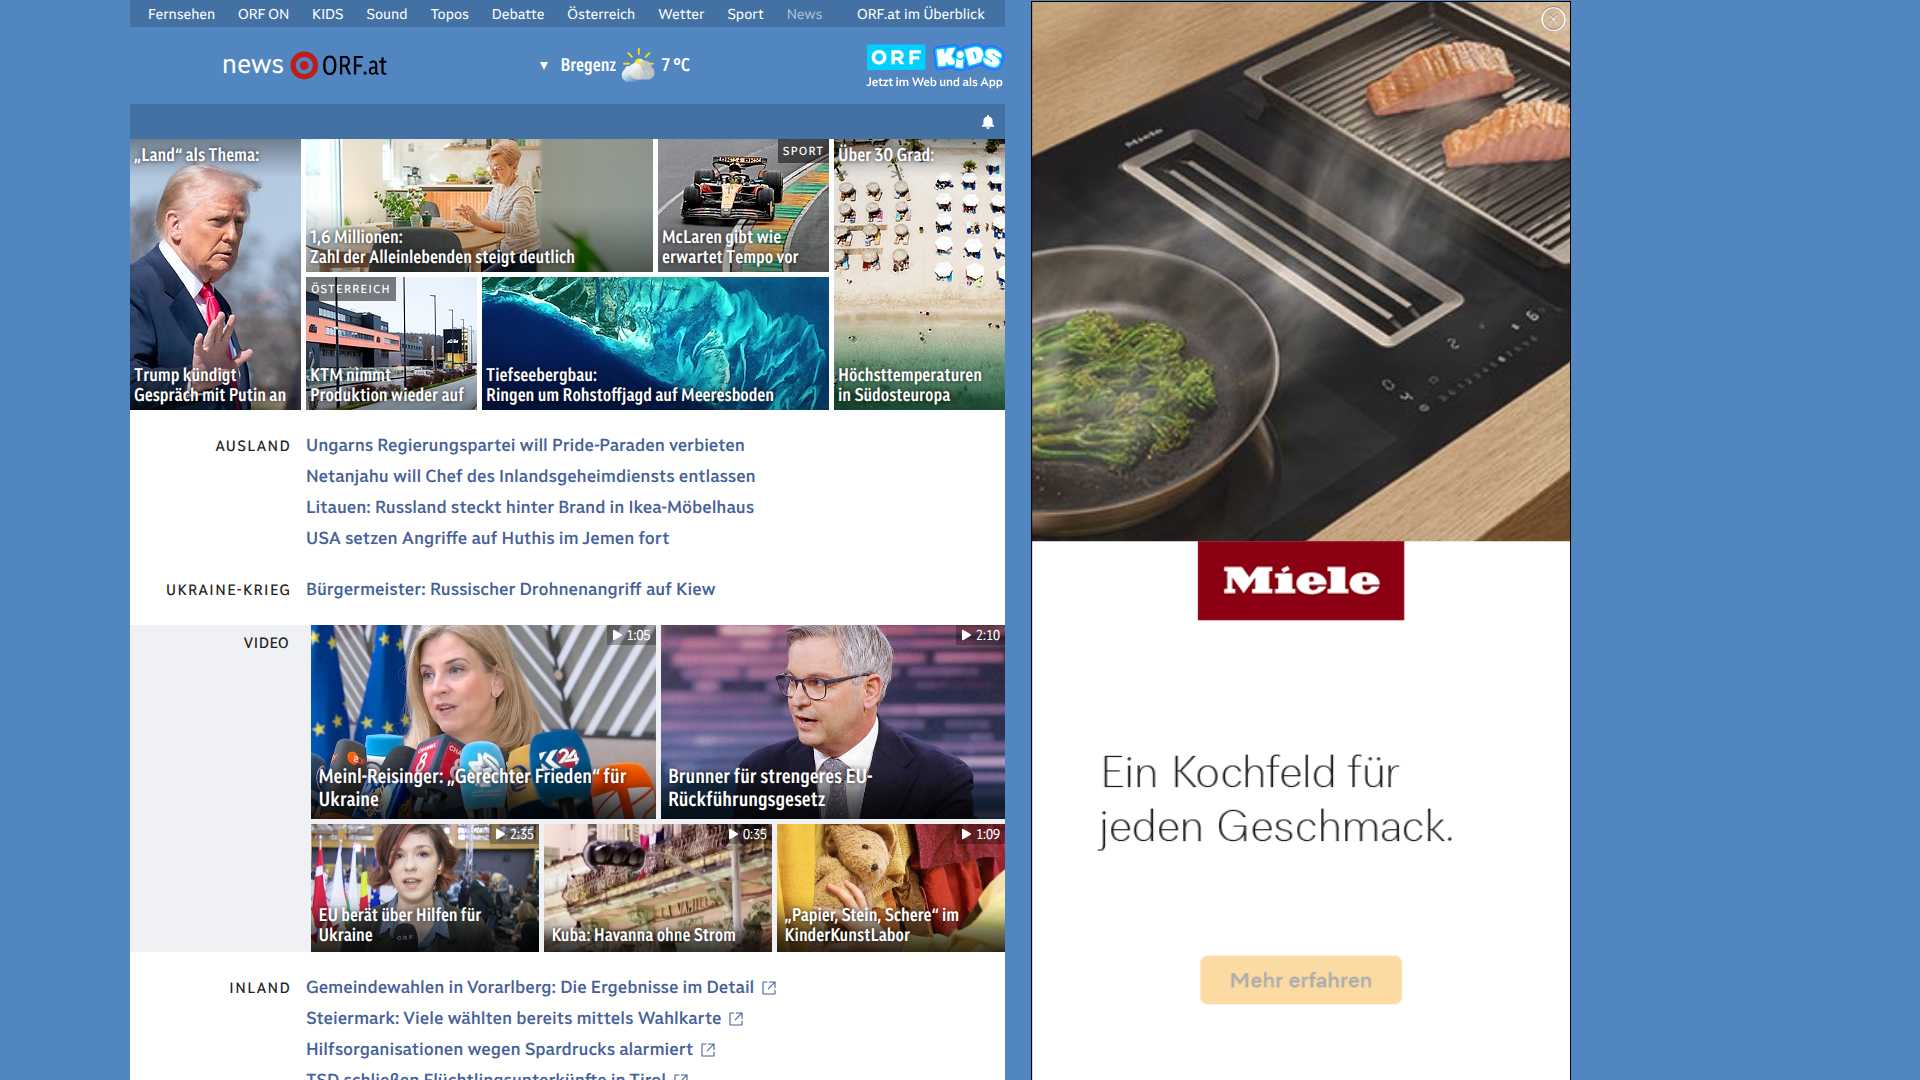 Fernsehen ORF ON KIDS Sound Topos Debatte Österreich Wetter Sport News ORF.at im Überblick
news ORF.at
Bregenz 7 °C
ORF KiDS
Jetzt im Web und als App
„Land“ als Thema:
Trump kündigt
Gespräch mit Putin an
1,6 Millionen:
Zahl der Alleinlebenden steigt deutlich
SPORT
McLaren gibt wie
erwartet Tempo vor
Über 30 Grad:
Höchsttemperaturen
in Südosteuropa
ÖSTERREICH
KTM nimmt
Produktion wieder auf
Tiefseebergbau:
Ringen um Rohstoffjagd auf Meeresboden
AUSLAND
Ungarns Regierungspartei will Pride-Paraden verbieten
Netanjahu will Chef des Inlandsgeheimdiensts entlassen
Litauen: Russland steckt hinter Brand in Ikea-Möbelhaus
USA setzen Angriffe auf Huthis im Jemen fort
UKRAINE-KRIEG
Bürgermeister: Russischer Drohnenangriff auf Kiew
VIDEO
1:05
Meinl-Reisinger: „Gerechter Frieden“ für
Ukraine
2:10
Brunner für strengeres EU-
Rückführungsgesetz
2:35
EU berät über Hilfen für
Ukraine
0:35
Kuba: Havanna ohne Strom
1:09
„Papier, Stein, Schere“ im
KinderKunstLabor
INLAND
Gemeindewahlen in Vorarlberg: Die Ergebnisse im Detail
Steiermark: Viele wählten bereits mittels Wahlkarte
Hilfsorganisationen wegen Spardrucks alarmiert
TSD schließen Flüchtlingsunterkünfte in Tirol
Miele
Miele
Ein Kochfeld für
jeden Geschmack.
Mehr erfahren